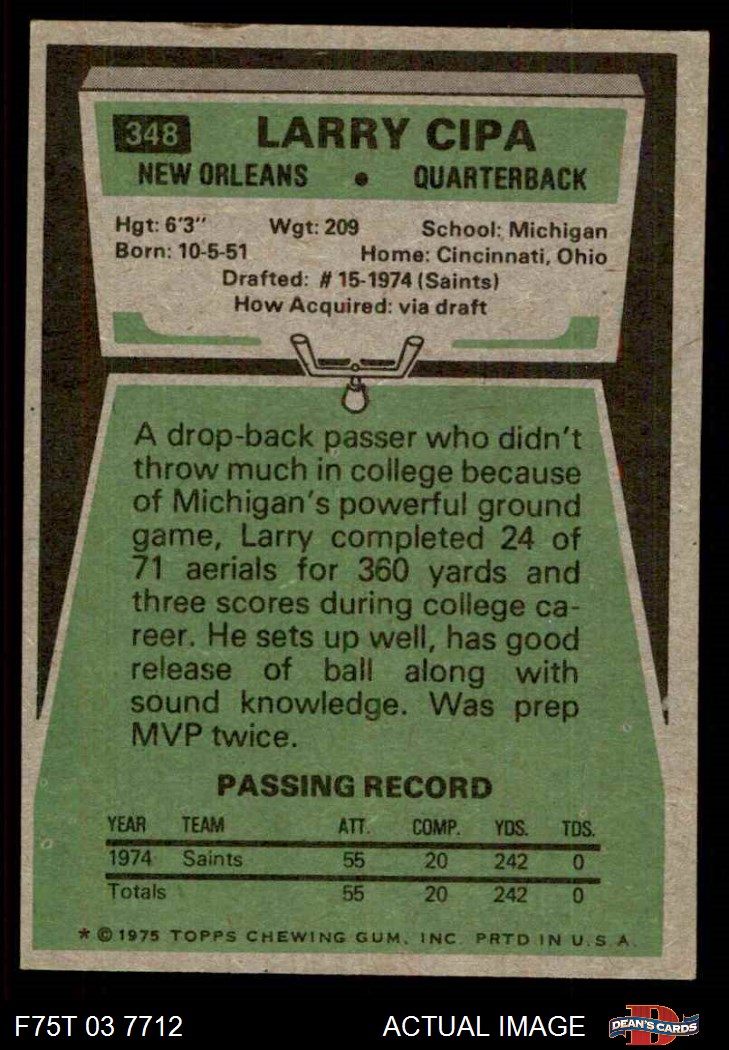 348 LARRY CIPA
NEW ORLEANS • QUARTERBACK
Hgt: 6'3" Wgt: 209 School: Michigan
Born: 10-5-51 Home: Cincinnati, Ohio
Drafted: #15-1974 (Saints)
How Acquired: via draft
A drop-back passer who didn't
throw much in college because
of Michigan's powerful ground
game, Larry completed 24 of
71 aerials for 360 yards and
three scores during college ca-
reer. He sets up well, has good
release of ball along with
sound knowledge. Was prep
MVP twice.
PASSING RECORD
YEAR TEAM ATT. COMP. YDS. TDS.
1974 Saints 55 20 242 0
Totals 55 20 242 0
* © 1975 TOPPS CHEWING GUM, INC. PRTD IN U.S.A.
F75T 03 7712 ACTUAL IMAGE D DEAN'S CARDS